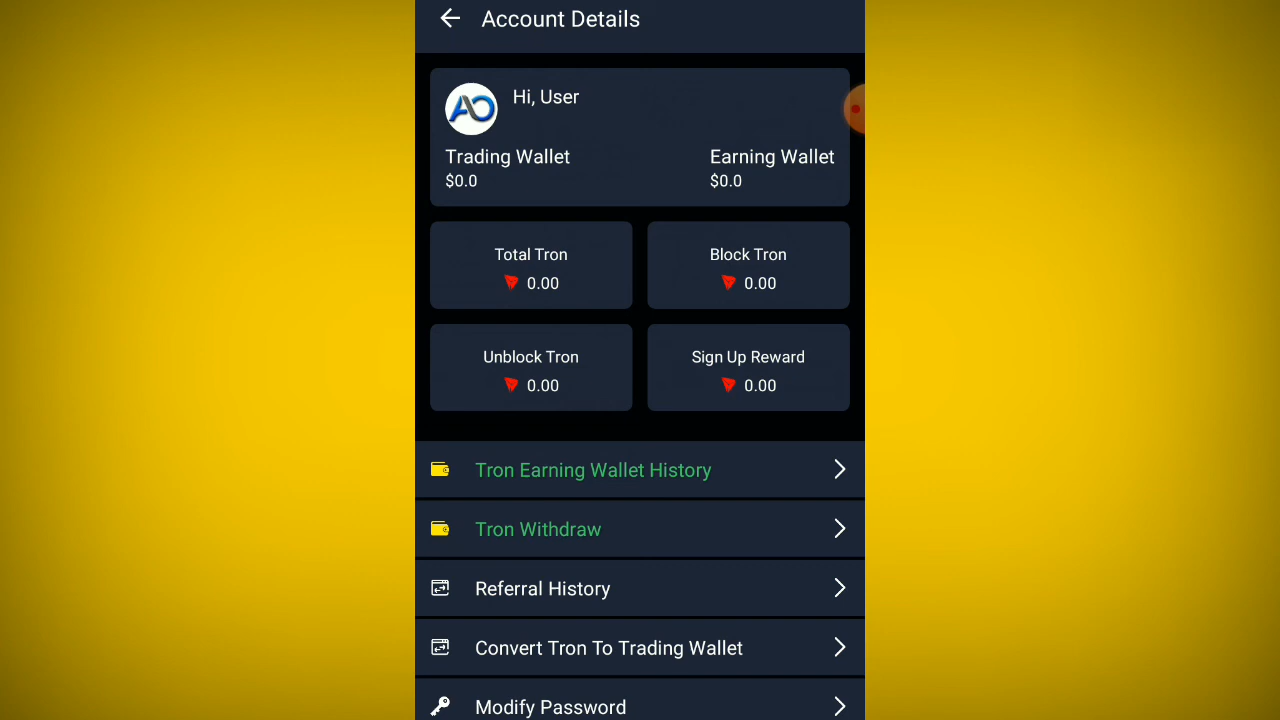 Account Details
Hi, User
Trading Wallet
Earning Wallet
$0.0
$0.0
Total Tron
Block Tron
0.00
0.00
Unblock Tron
Sign Up Reward
0.00
0.00
Tron Earning Wallet History
Tron Withdraw
Referral History
Convert Tron To Trading Wallet
Modify Password